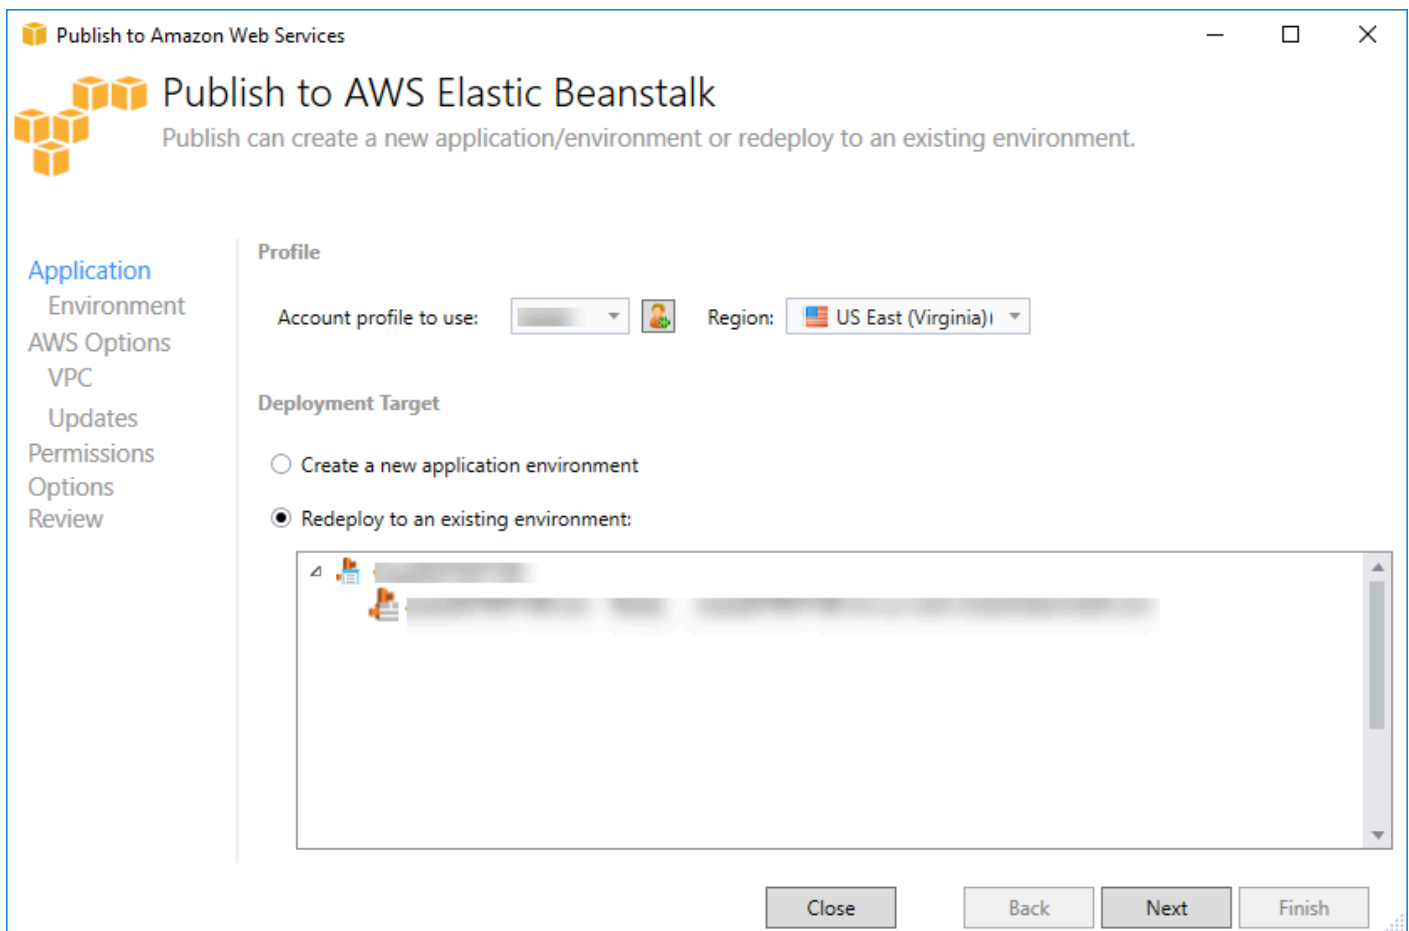 Publish to Amazon Web Services
Publish to AWS Elastic Beanstalk
Publish can create a new application/environment or redeploy to an existing environment.
Application
Environment
AWS Options
VPC
Updates
Permissions
Options
Review
Profile
Account profile to use:
Region: US East (Virginia)
Deployment Target
Create a new application environment
Redeploy to an existing environment:
Close Back Next Finish